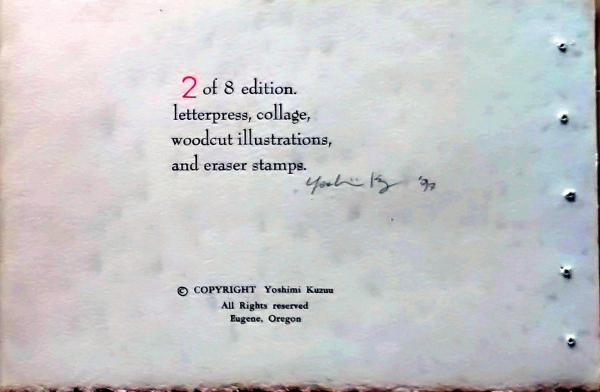 2 of 8 edition.
letterpress, collage,
woodcut illustrations,
and eraser stamps.
© COPYRIGHT Yoshimi Kuzuu
All Rights reserved
Eugene, Oregon